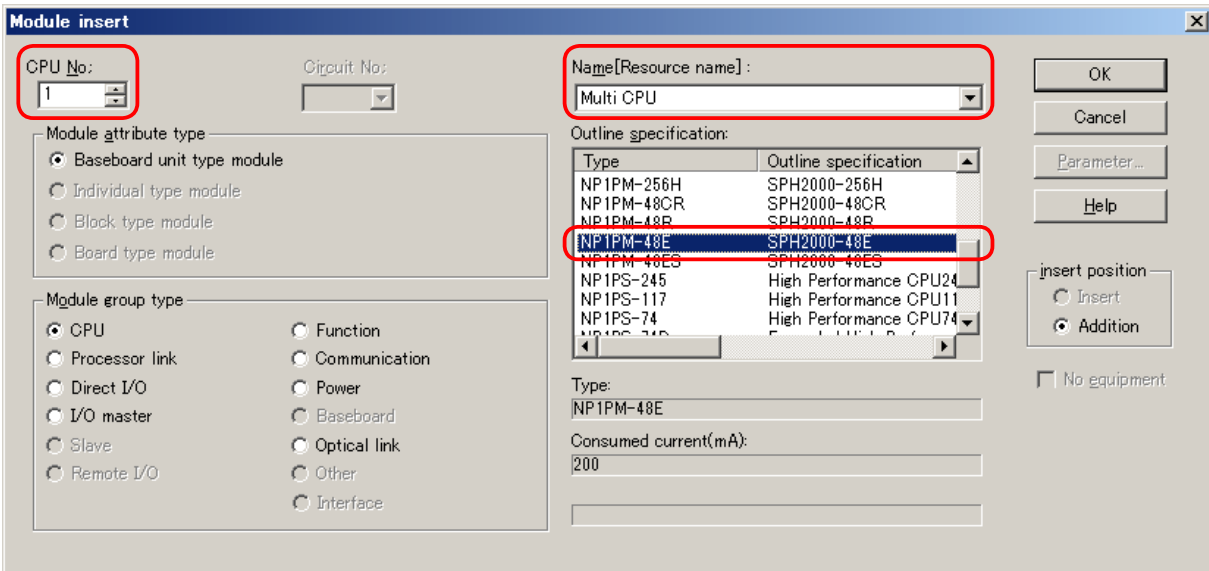 Module insert
CPU No:
1
Circuit No:
Module attribute type
Baseboard unit type module
Individual type module
Block type module
Board type module
Module group type
CPU
Processor link
Direct I/O
I/O master
Slave
Remote I/O
Function
Communication
Power
Baseboard
Optical link
Other
Interface
Name[Resource name] :
Multi CPU
Outline specification:
Type Outline specification
NP1PM-256H SPH2000-256H
NP1PM-48CR SPH2000-48CR
NP1PM-48R SPH2000-48R
NP1PM-48E SPH2000-48E
NP1PM-48ES SPH2000-48ES
NP1PS-245 High Performance CPU24
NP1PS-117 High Performance CPU11
NP1PS-74 High Performance CPU74
Type:
NP1PM-48E
Consumed current(mA):
200
OK
Cancel
Parameter...
Help
insert position
Insert
Addition
No equipment